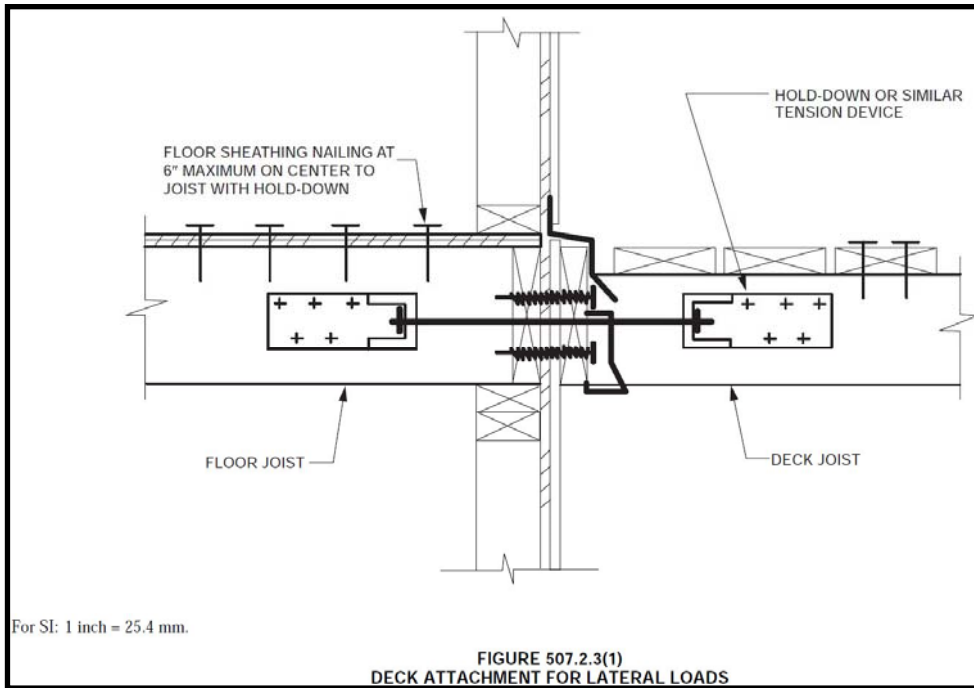 HOLD-DOWN OR SIMILAR
TENSION DEVICE
FLOOR SHEATHING NAILING AT
6" MAXIMUM ON CENTER TO
JOIST WITH HOLD-DOWN
FLOOR JOIST
DECK JOIST
For SI: 1 inch = 25.4 mm.
FIGURE 507.2.3(1)
DECK ATTACHMENT FOR LATERAL LOADS